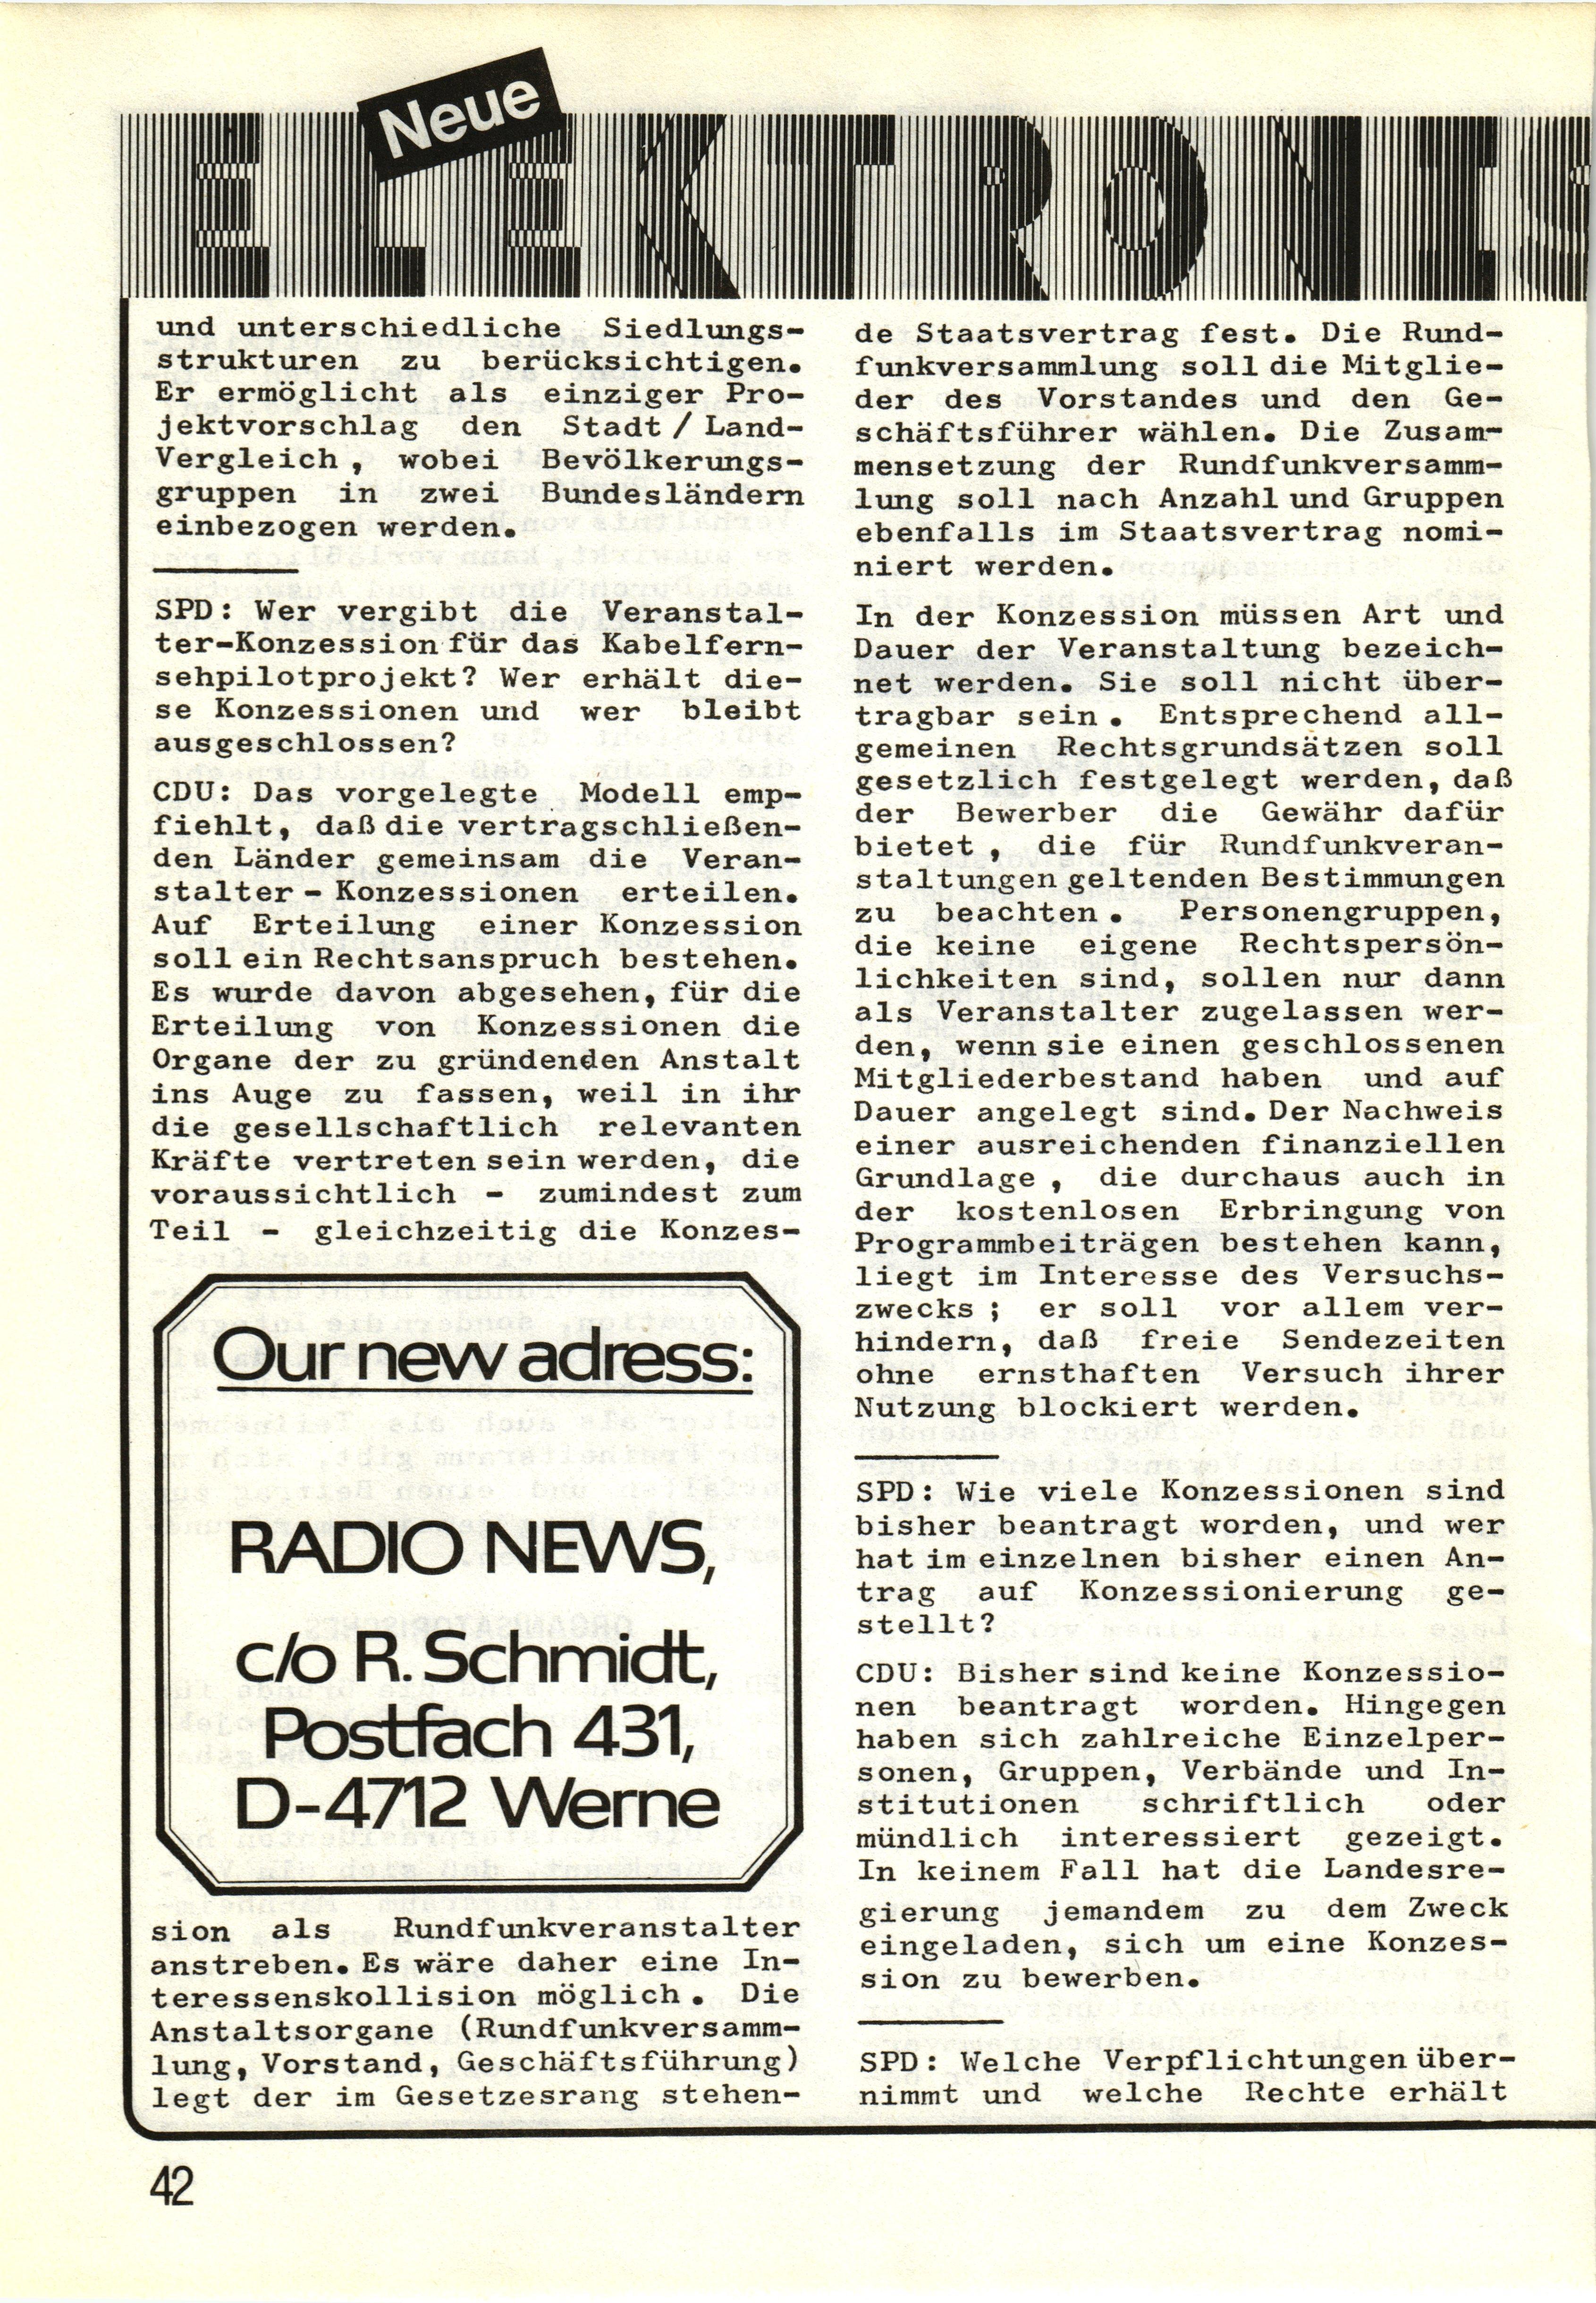 Neue
ELEKTRONIS
und unterschiedliche Siedlungs-
strukturen zu berücksichtigen.
Er ermöglicht als einziger Pro-
jektvorschlag den Stadt / Land-
Vergleich, wobei Bevölkerungs-
gruppen in zwei Bundesländern
einbezogen werden.
SPD: Wer vergibt die Veranstal-
ter-Konzession für das Kabelfern-
sehpilotprojekt? Wer erhält die-
se Konzessionen und wer bleibt
ausgeschlossen?
CDU: Das vorgelegte Modell emp-
fiehlt, daß die vertragschließen-
den Länder gemeinsam die Veran-
stalter - Konzessionen erteilen.
Auf Erteilung einer Konzession
soll ein Rechtsanspruch bestehen.
Es wurde davon abgesehen, für die
Erteilung von Konzessionen die
Organe der zu gründenden Anstalt
ins Auge zu fassen, weil in ihr
die gesellschaftlich relevanten
Kräfte vertreten sein werden, die
voraussichtlich - zumindest zum
Teil - gleichzeitig die Konzes-
Our new adress:
RADIO NEWS,
c/o R. Schmidt,
Postfach 431,
D-4712 Werne
sion als Rundfunkveranstalter
anstreben. Es wäre daher eine In-
teressenskollision möglich. Die
Anstaltsorgane (Rundfunkversamm-
lung, Vorstand, Geschäftsführung)
legt der im Gesetzesrang stehen-
de Staatsvertrag fest. Die Rund-
funkversammlung soll die Mitglie-
der des Vorstandes und den Ge-
schäftsführer wählen. Die Zusam-
mensetzung der Rundfunkversamm-
lung soll nach Anzahl und Gruppen
ebenfalls im Staatsvertrag nomi-
niert werden.
In der Konzession müssen Art und
Dauer der Veranstaltung bezeich-
net werden. Sie soll nicht über-
tragbar sein. Entsprechend all-
gemeinen Rechtsgrundsätzen soll
gesetzlich festgelegt werden, daß
der Bewerber die Gewähr dafür
bietet, die für Rundfunkveran-
staltungen geltenden Bestimmungen
zu beachten. Personengruppen,
die keine eigene Rechtspersön-
lichkeiten sind, sollen nur dann
als Veranstalter zugelassen wer-
den, wenn sie einen geschlossenen
Mitgliederbestand haben und auf
Dauer angelegt sind. Der Nachweis
einer ausreichenden finanziellen
Grundlage, die durchaus auch in
der kostenlosen Erbringung von
Programmbeiträgen bestehen kann,
liegt im Interesse des Versuchs-
zwecks; er soll vor allem ver-
hindern, daß freie Sendezeiten
ohne ernsthaften Versuch ihrer
Nutzung blockiert werden.
SPD: Wie viele Konzessionen sind
bisher beantragt worden, und wer
hat im einzelnen bisher einen An-
trag auf Konzessionierung ge-
stellt?
CDU: Bisher sind keine Konzessio-
nen beantragt worden. Hingegen
haben sich zahlreiche Einzelper-
sonen, Gruppen, Verbände und In-
stitutionen schriftlich oder
mündlich interessiert gezeigt.
In keinem Fall hat die Landesre-
gierung jemandem zu dem Zweck
eingeladen, sich um eine Konzes-
sion zu bewerben.
SPD: Welche Verpflichtungen über-
nimmt und welche Rechte erhält
42